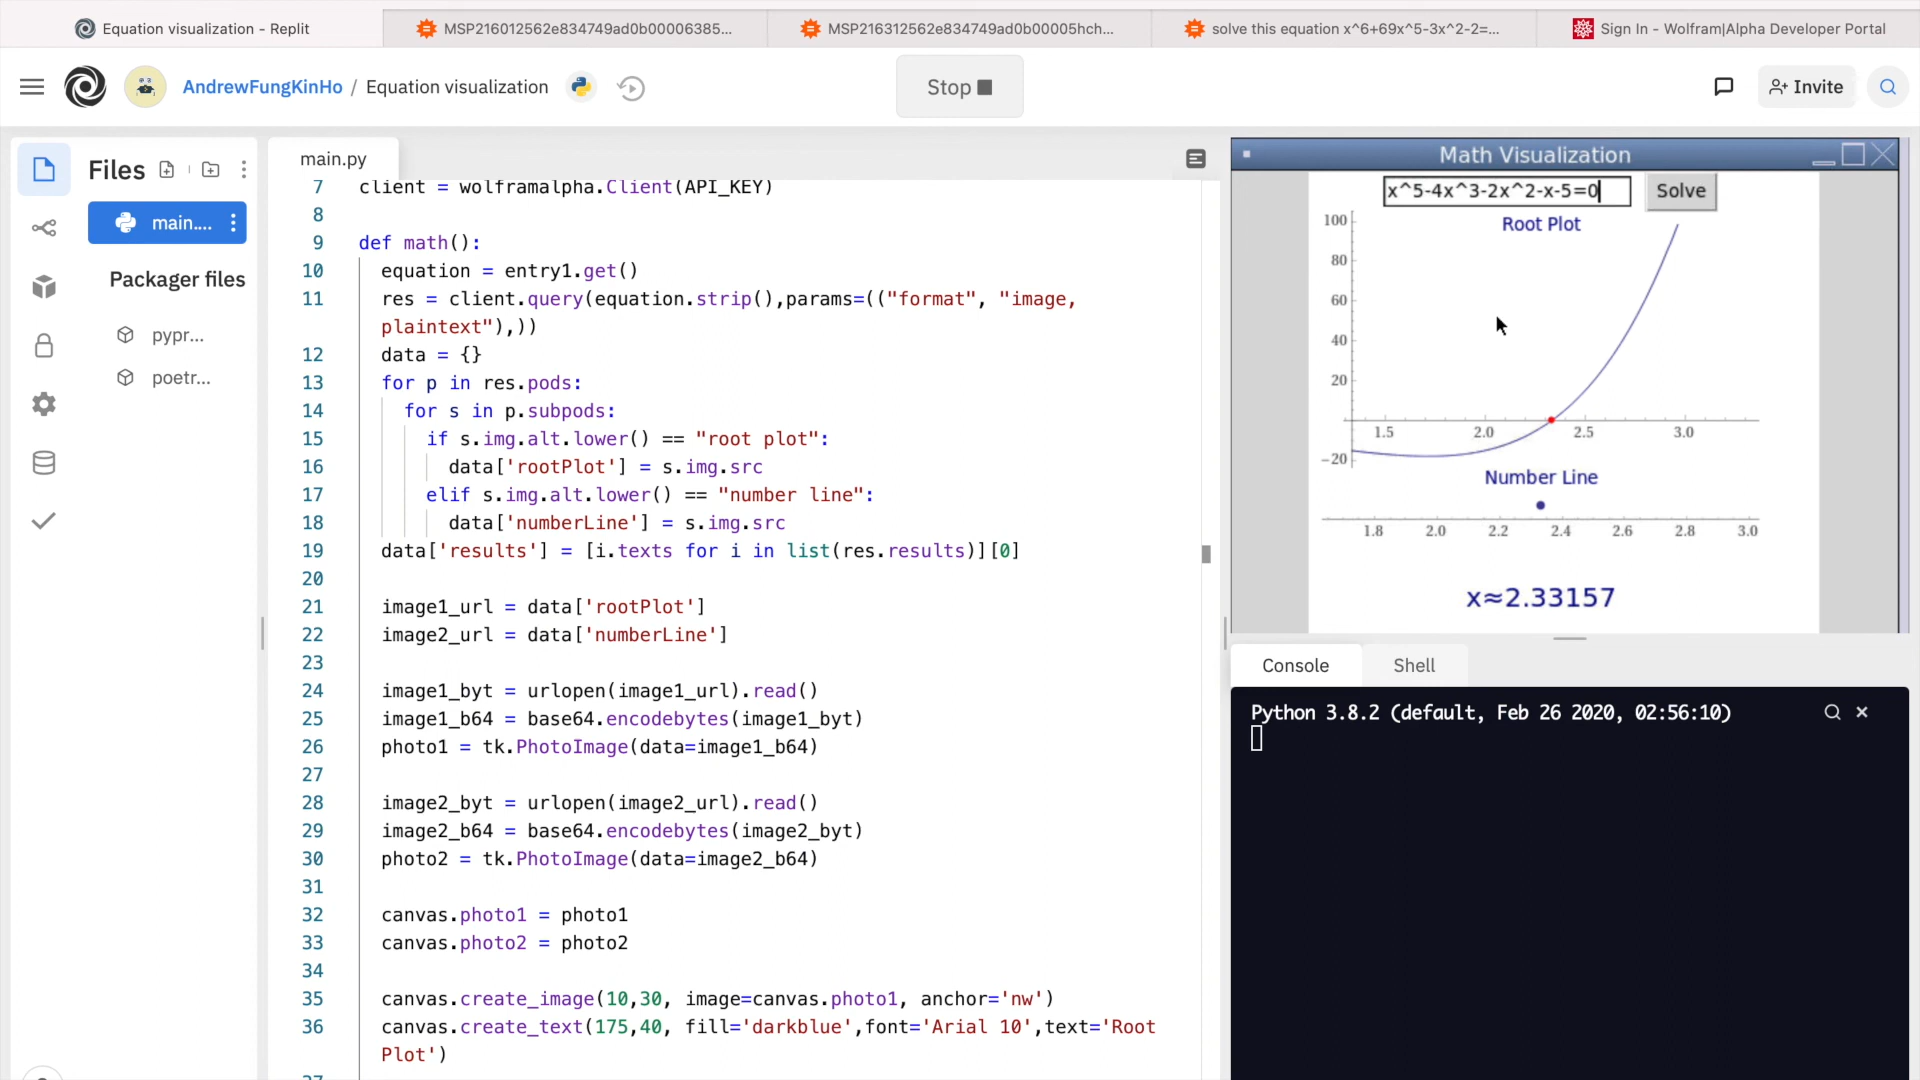 Equation visualization - Replit
MSP216012562e834749ad0b00006385...
MSP216312562e834749ad0b00005hch...
solve this equation x^6+69x^5-3x^2-2=...
Sign In - Wolfram|Alpha Developer Portal
AndrewFungKinHo / Equation visualization
Stop
Invite
Files
main....
Packager files
pypr...
poetr...
main.py
7 client = wolframalpha.Client(API_KEY)
8
9 def math():
10 equation = entry1.get()
11 res = client.query(equation.strip(),params=(("format", "image,
plaintext"),))
12 data = {}
13 for p in res.pods:
14 for s in p.subpods:
15 if s.img.alt.lower() == "root plot":
16 data['rootPlot'] = s.img.src
17 elif s.img.alt.lower() == "number line":
18 data['numberLine'] = s.img.src
19 data['results'] = [i.texts for i in list(res.results)][0]
20
21 image1_url = data['rootPlot']
22 image2_url = data['numberLine']
23
24 image1_byt = urlopen(image1_url).read()
25 image1_b64 = base64.encodebytes(image1_byt)
26 photo1 = tk.PhotoImage(data=image1_b64)
27
28 image2_byt = urlopen(image2_url).read()
29 image2_b64 = base64.encodebytes(image2_byt)
30 photo2 = tk.PhotoImage(data=image2_b64)
31
32 canvas.photo1 = photo1
33 canvas.photo2 = photo2
34
35 canvas.create_image(10,30, image=canvas.photo1, anchor='nw')
36 canvas.create_text(175,40, fill='darkblue',font='Arial 10',text='Root
Plot')
Math Visualization
x^5-4x^3-2x^2-x-5=0
Solve
Root Plot
100
80
60
40
20
1.5 2.0 2.5 3.0
-20
Number Line
1.8 2.0 2.2 2.4 2.6 2.8 3.0
x≈2.33157
Console
Shell
Python 3.8.2 (default, Feb 26 2020, 02:56:10)